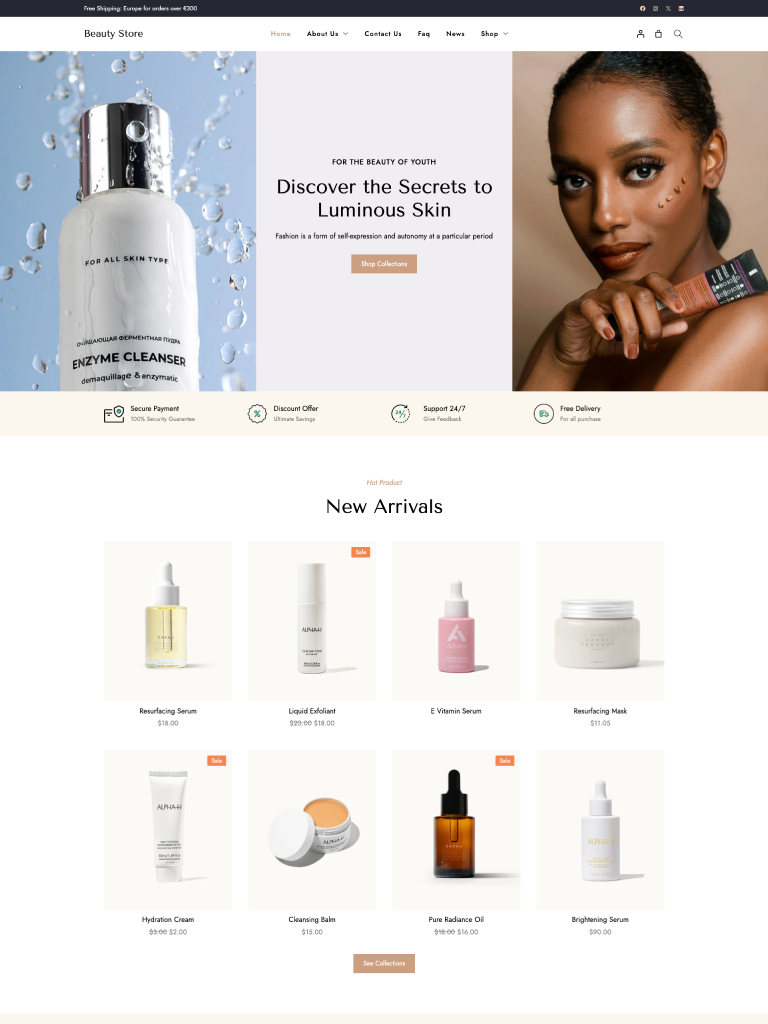 Free Shipping: Europe for orders over €300
Beauty Store
Home
About Us
Contact Us
Faq
News
Shop
FOR ALL SKIN TYPE
ОЧИЩАЮЩАЯ ФЕРМЕНТНАЯ ПУДРА
ENZYME CLEANSER
démaquillage & enzymatic
FOR THE BEAUTY OF YOUTH
Discover the Secrets to
Luminous Skin
Fashion is a form of self-expression and autonomy at a particular period
Shop Collections
Secure Payment
100% Security Guarantee
Discount Offer
Ultimate Savings
24/7
Support 24/7
Give Feedback
Free Delivery
For all purchase
Hot Product
New Arrivals
Sale
ALPHA-H
Resurfacing Serum
$18.00
Liquid Exfoliant
$20.00 $18.00
E Vitamin Serum
Resurfacing Mask
$11.05
Sale
Sale
ALPHA-H
ALPHA-H
ALPHA-H
Hydration Cream
$3.00 $2.00
Cleansing Balm
$15.00
Pure Radiance Oil
$18.00 $16.00
Brightening Serum
$90.00
See Collections